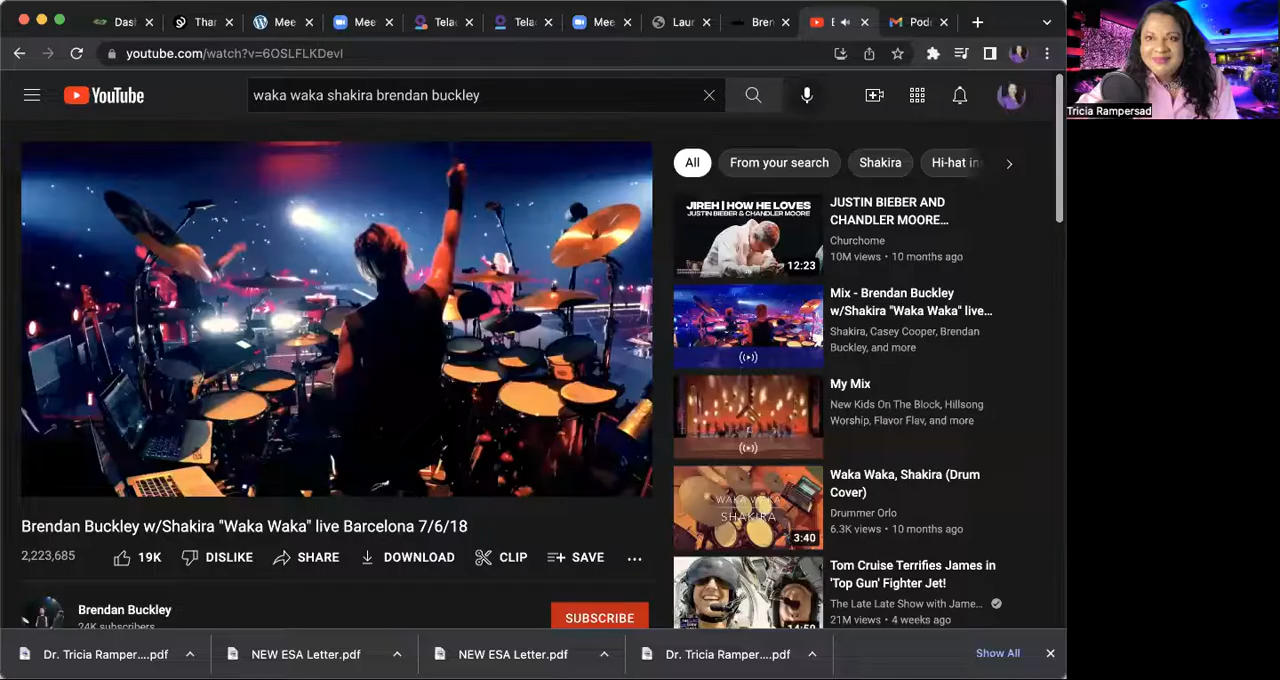 Dash
Thar
Mee
Mee
Telac
Telac
Mee
Laur
Bren
E
Pod
youtube.com/watch?v=6OSLFLKDevI
YouTube
waka waka shakira brendan buckley
Tricia Rampersad
All
From your search
Shakira
Hi-hat in
JIREH | HOW HE LOVES
JUSTIN BIEBER & CHANDLER MOORE
12:23
JUSTIN BIEBER AND
CHANDLER MOORE…
Churchome
10M views • 10 months ago
Mix - Brendan Buckley
w/Shakira "Waka Waka" live…
Shakira, Casey Cooper, Brendan
Buckley, and more
My Mix
New Kids On The Block, Hillsong
Worship, Flavor Flav, and more
WAKA WAKA
SHAKIRA
3:40
Waka Waka, Shakira (Drum
Cover)
Drummer Orlo
6.3K views • 10 months ago
Tom Cruise Terrifies James in
'Top Gun' Fighter Jet!
The Late Late Show with Jame…
21M views • 4 weeks ago
Brendan Buckley w/Shakira "Waka Waka" live Barcelona 7/6/18
2,223,685
19K
DISLIKE
SHARE
DOWNLOAD
CLIP
SAVE
Brendan Buckley
24K subscribers
SUBSCRIBE
Dr. Tricia Ramper....pdf
NEW ESA Letter.pdf
NEW ESA Letter.pdf
Dr. Tricia Ramper....pdf
Show All